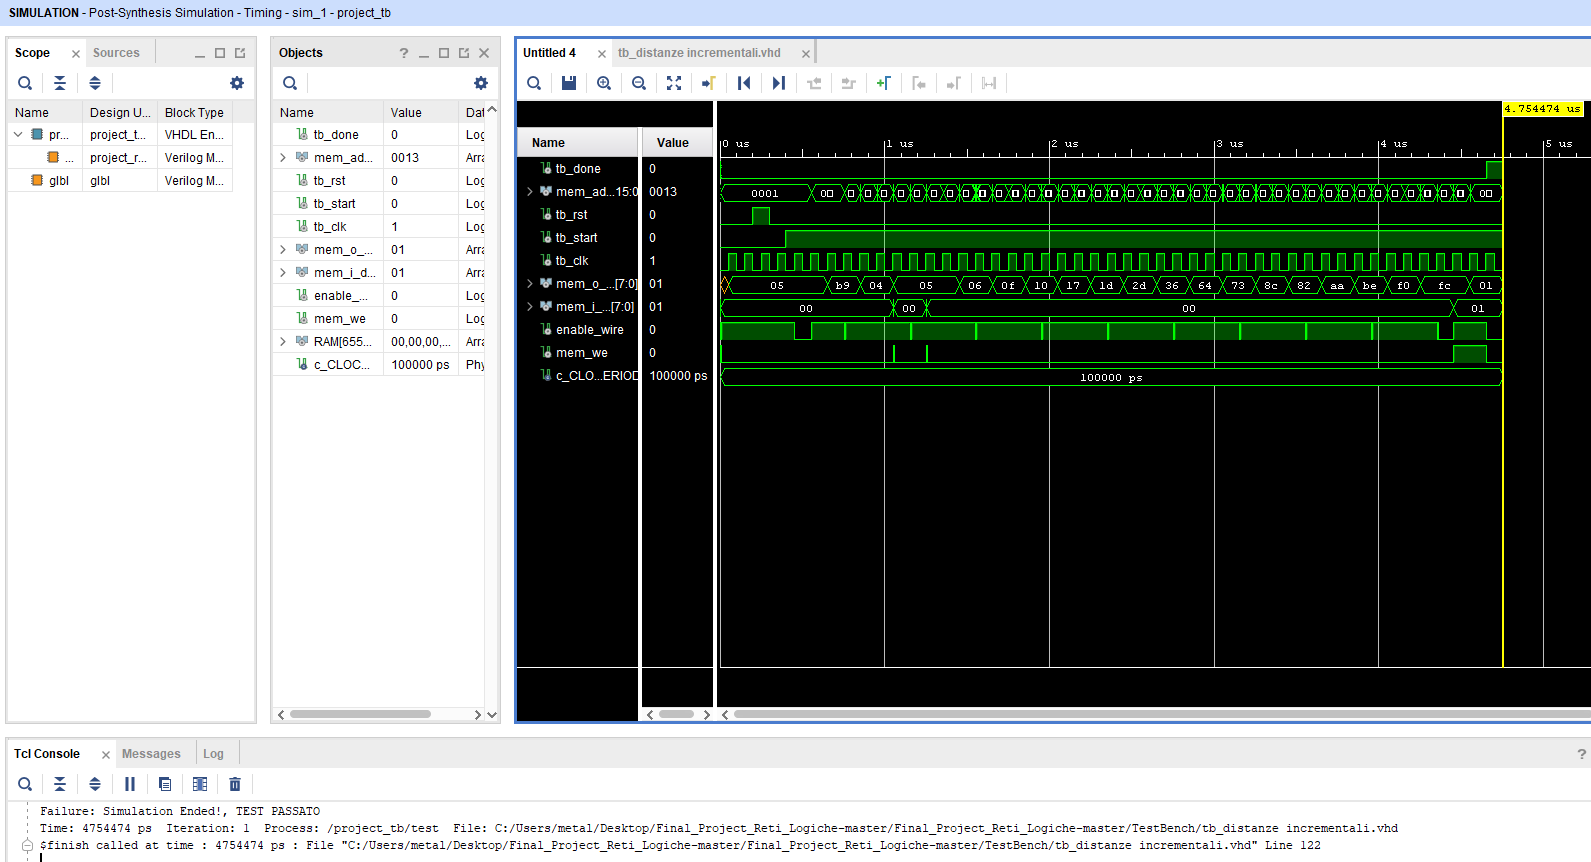 SIMULATION - Post-Synthesis Simulation - Timing - sim_1 - project_tb
Scope
Sources
Name Design U... Block Type
pr... project_t... VHDL En...
... project_r... Verilog M...
glbl glbl Verilog M...
Objects
?
Name Value Dat
tb_done 0 Log
mem_ad... 0013 Arra
tb_rst 0 Log
tb_start 0 Log
tb_clk 1 Log
mem_o_... 01 Arra
mem_i_d... 01 Arra
enable_... 0 Log
mem_we 0 Log
RAM[655... 00,00,00,... Arra
c_CLOC... 100000 ps Phy
Untitled 4
tb_distanze incrementali.vhd
4.754474 us
Name Value
0 us 1 us 2 us 3 us 4 us 5 us
tb_done 0
mem_ad...15:0 0013 0001
tb_rst 0
tb_start 0
tb_clk 1
mem_o_...[7:0] 01 05 b9 04 05 06 0f 10 17 1d 2d 36 64 73 8c 82 aa be f0 fc 01
mem_i_...[7:0] 01 00 00 00 01
enable_wire 0
mem_we 0
c_CLO...ERIOD 100000 ps 100000 ps
Tcl Console
Messages
Log
?
Failure: Simulation Ended!, TEST PASSATO
Time: 4754474 ps Iteration: 1 Process: /project_tb/test File: C:/Users/metal/Desktop/Final_Project_Reti_Logiche-master/Final_Project_Reti_Logiche-master/TestBench/tb_distanze incrementali.vhd
$finish called at time : 4754474 ps : File "C:/Users/metal/Desktop/Final_Project_Reti_Logiche-master/Final_Project_Reti_Logiche-master/TestBench/tb_distanze incrementali.vhd" Line 122